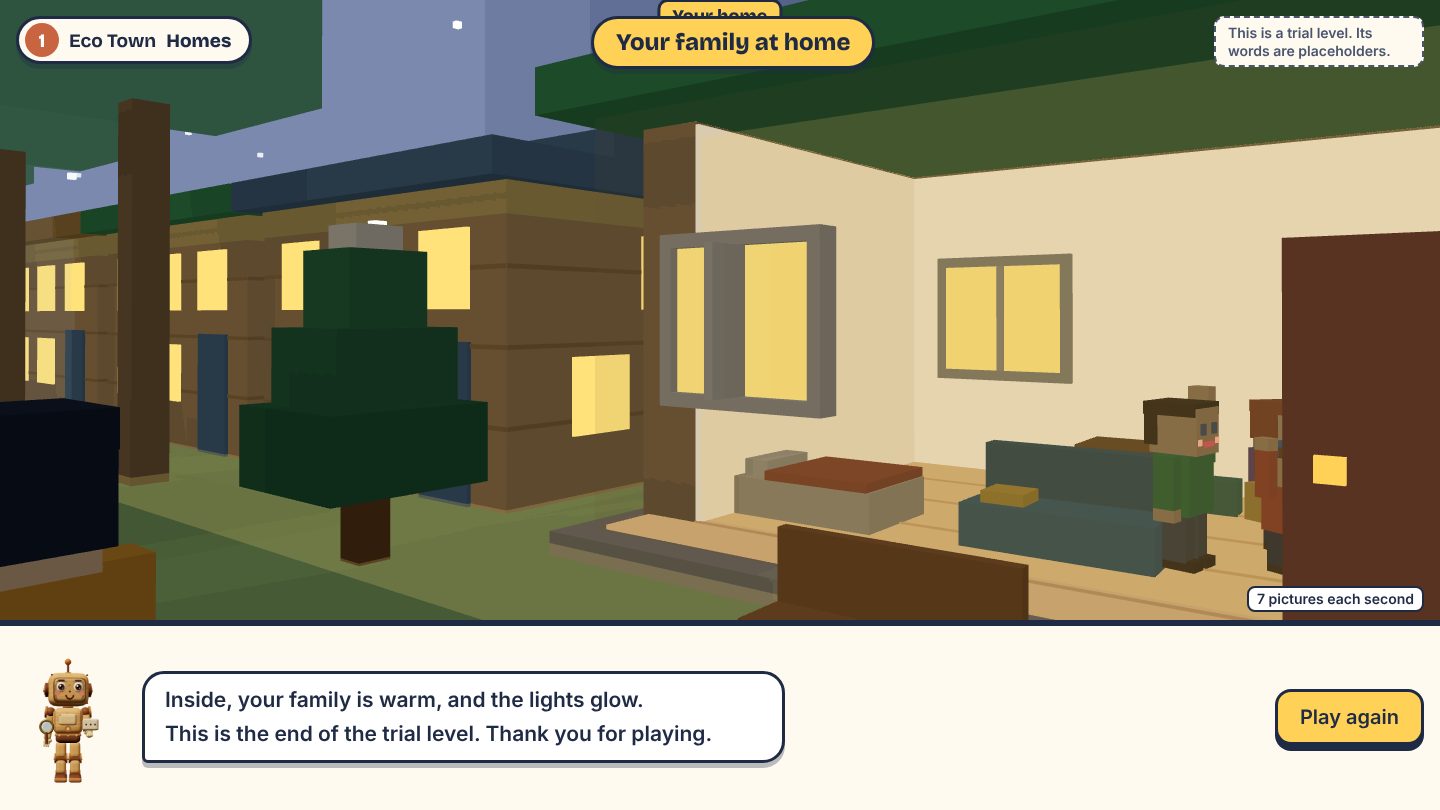 1 Eco Town Homes
Your home
Your family at home
This is a trial level. Its
words are placeholders.
7 pictures each second
Inside, your family is warm, and the lights glow.
This is the end of the trial level. Thank you for playing.
Play again